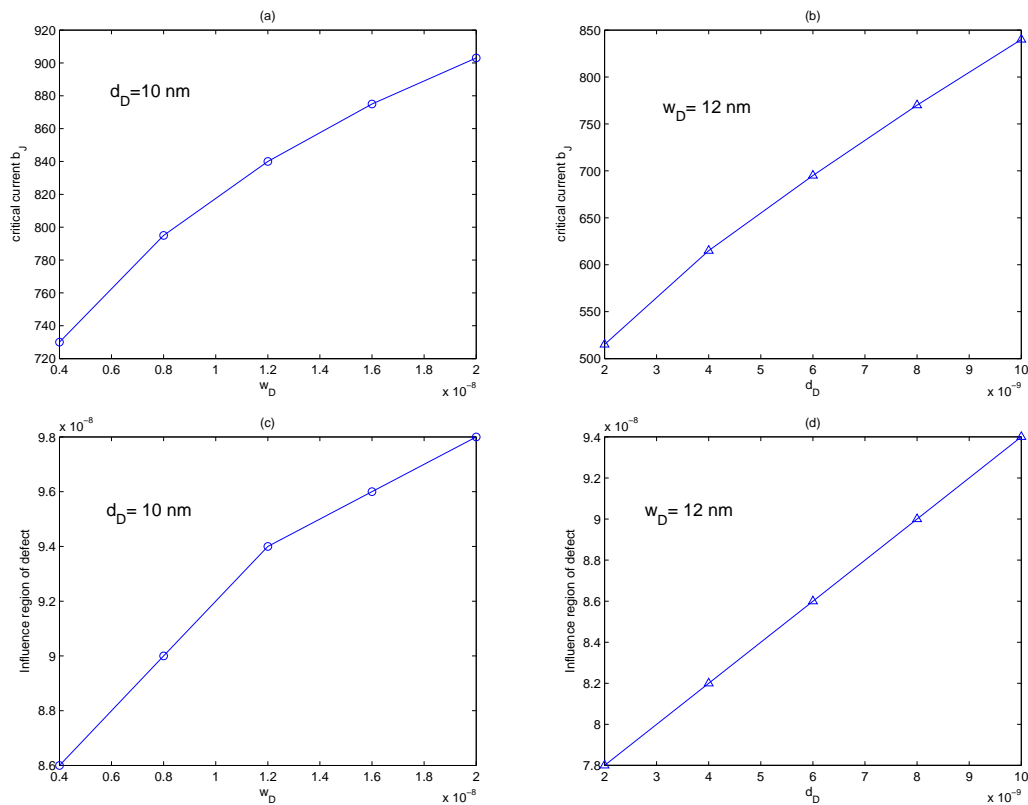 (a)
920
900
880
860
840
820
800
780
760
740
720
critical current b_J
d_D=10 nm
0.4 0.6 0.8 1 1.2 1.4 1.6 1.8 2
w_D
x 10^−8
(b)
850
800
750
700
650
600
550
500
critical current b_J
w_D= 12 nm
2 3 4 5 6 7 8 9 10
d_D
x 10^−9
(c)
x 10^−8
9.8
9.6
9.4
9.2
9
8.8
8.6
Influence region of defect
d_D= 10 nm
0.4 0.6 0.8 1 1.2 1.4 1.6 1.8 2
w_D
x 10^−8
(d)
x 10^−8
9.4
9.2
9
8.8
8.6
8.4
8.2
8
7.8
Influence region of defect
w_D= 12 nm
2 3 4 5 6 7 8 9 10
d_D
x 10^−9